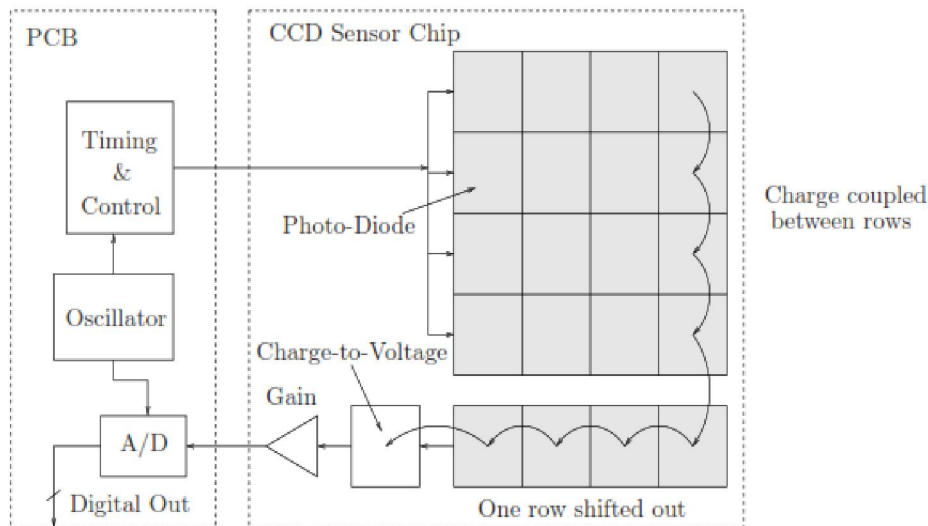 PCB
CCD Sensor Chip
Timing
&
Control
Photo-Diode
Charge coupled
between rows
Oscillator
Charge-to-Voltage
Gain
A/D
Digital Out
One row shifted out